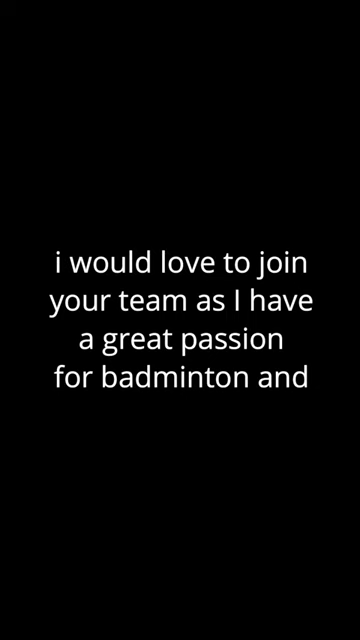 i would love to join
your team as I have
a great passion
for badminton and